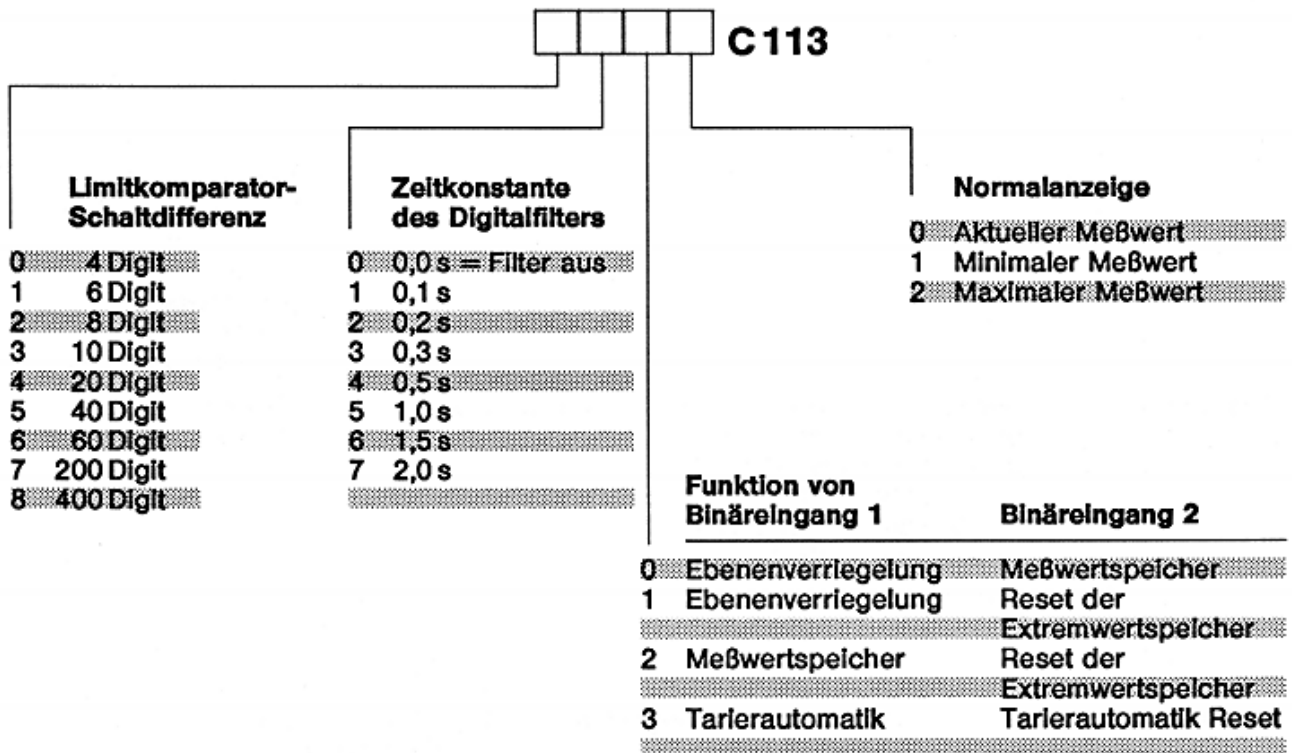 C113
Limitkomparator-
Schaltdifferenz
0 4 Digit
1 6 Digit
2 8 Digit
3 10 Digit
4 20 Digit
5 40 Digit
6 60 Digit
7 200 Digit
8 400 Digit
Zeitkonstante
des Digitalfilters
0 0,0 s = Filter aus
1 0,1 s
2 0,2 s
3 0,3 s
4 0,5 s
5 1,0 s
6 1,5 s
7 2,0 s
Normalanzeige
0 Aktueller Meßwert
1 Minimaler Meßwert
2 Maximaler Meßwert
Funktion von
Binäreingang 1 Binäreingang 2
0 Ebenenverriegelung Meßwertspeicher
1 Ebenenverriegelung Reset der
Extremwertspeicher
2 Meßwertspeicher Reset der
Extremwertspeicher
3 Tarierautomatik Tarierautomatik Reset